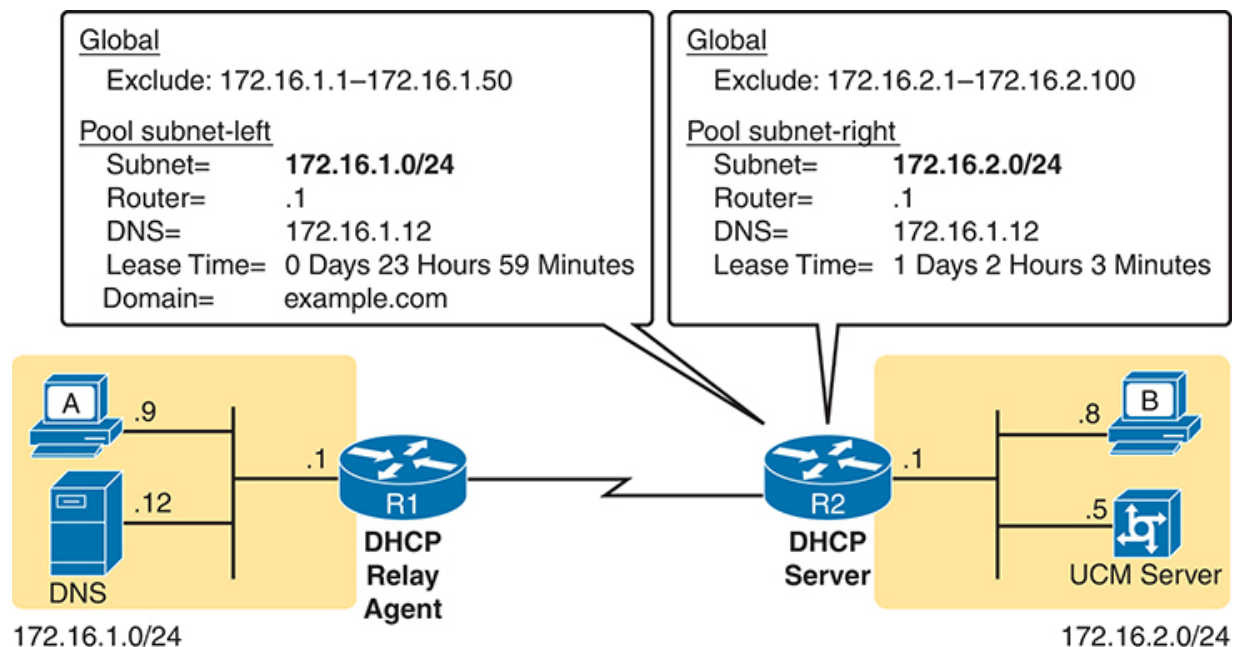 Global
Exclude: 172.16.1.1–172.16.1.50
Pool subnet-left
Subnet= 172.16.1.0/24
Router= .1
DNS= 172.16.1.12
Lease Time= 0 Days 23 Hours 59 Minutes
Domain= example.com
Global
Exclude: 172.16.2.1–172.16.2.100
Pool subnet-right
Subnet= 172.16.2.0/24
Router= .1
DNS= 172.16.1.12
Lease Time= 1 Days 2 Hours 3 Minutes
A
.9
.12
DNS
172.16.1.0/24
.1
R1
DHCP
Relay
Agent
R2
DHCP
Server
.1
.8
B
.5
UCM Server
172.16.2.0/24